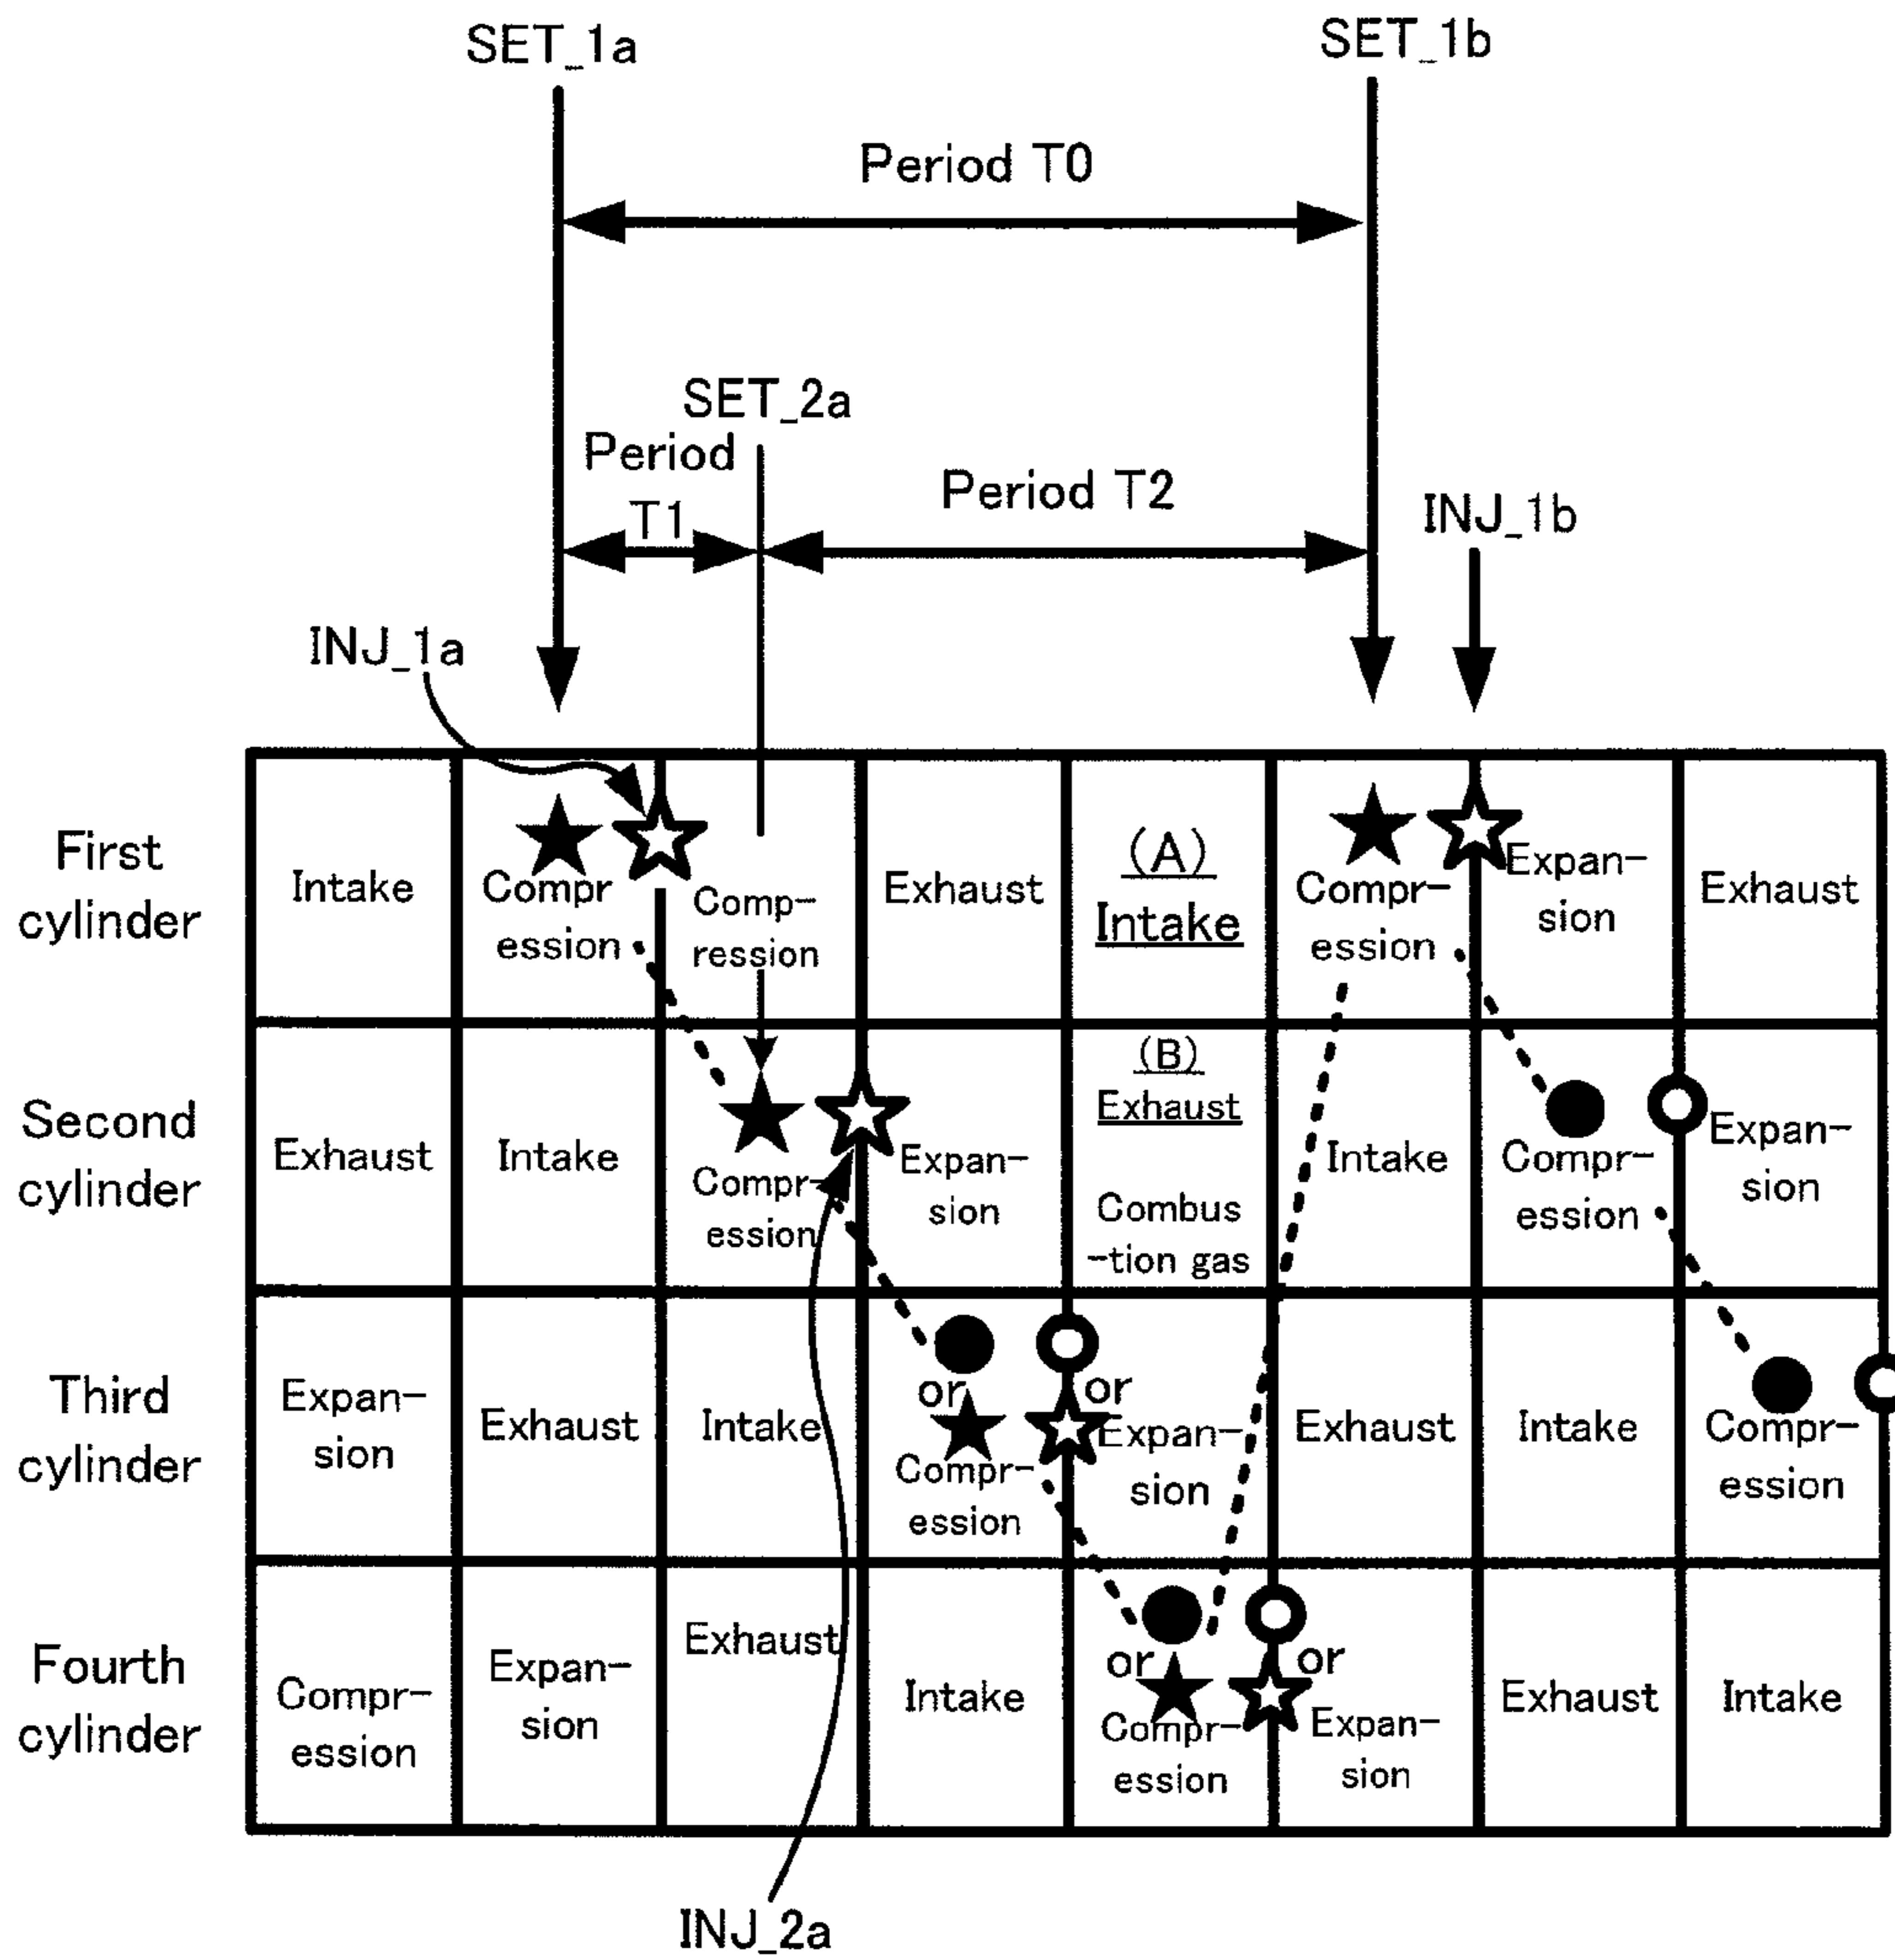 SET_1a
SET_1b
Period T0
SET_2a
Period
T1
Period T2
INJ_1b
INJ_1a
First
cylinder
Intake
Compr
ession
Comp-
ression
Exhaust
(A)
Intake
Compr-
ession
Expan-
sion
Exhaust
Second
cylinder
Exhaust
Intake
Compr-
ession
Expan-
sion
(B)
Exhaust
Combus
-tion gas
Intake
Compr-
ession
Expan-
sion
Third
cylinder
Expan-
sion
Exhaust
Intake
or
Compr-
ession
or
Expan-
sion
Exhaust
Intake
Compr-
ession
Fourth
cylinder
Compr-
ession
Expan-
sion
Exhaust
Intake
or
Compr-
ession
or
Expan-
sion
Exhaust
Intake
INJ_2a